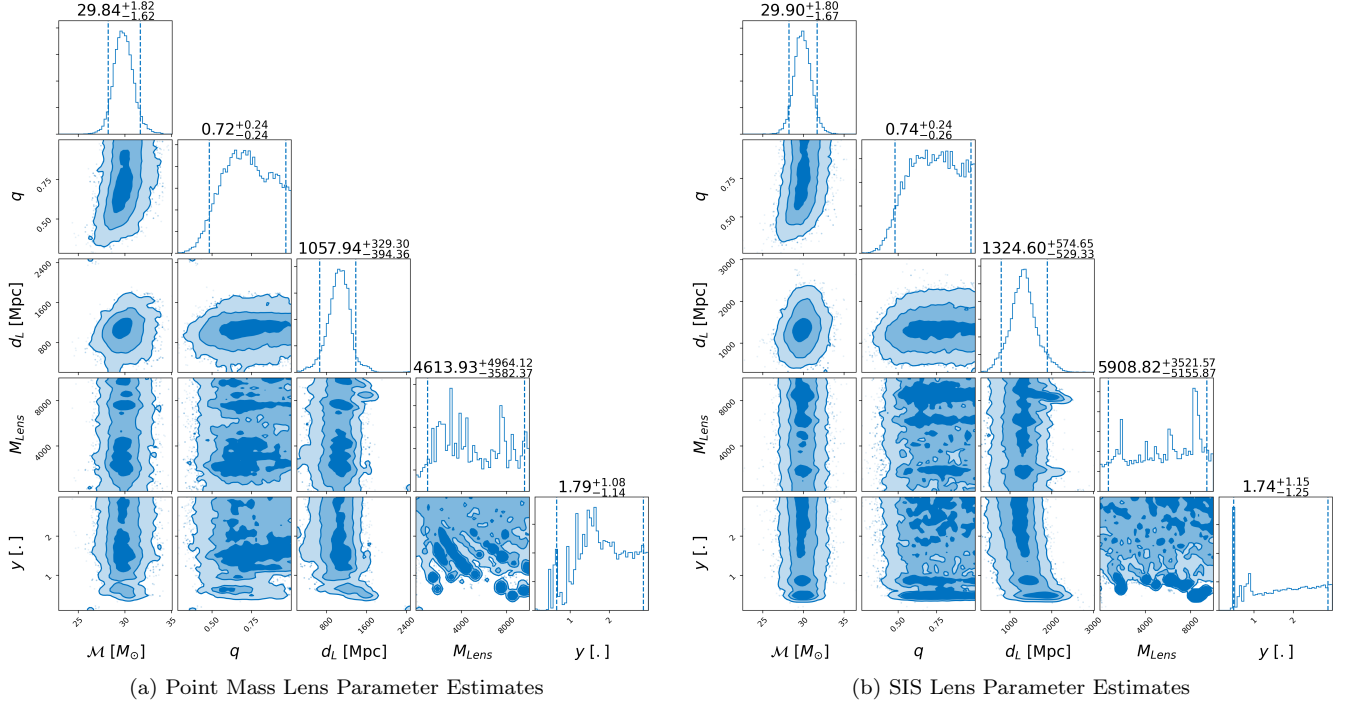 29.84+1.82 −1.62
0.72+0.24 −0.24
1057.94+329.30 −394.36
4613.93+4964.12 −3582.37
1.79+1.08 −1.14
q
0.75
0.50
d_L [Mpc]
2400
1600
800
M_Lens
8000
4000
y [.]
2
1
25 30 35
0.50 0.75
800 1600 2400
4000 8000
1 2
ℳ [M⊙] q d_L [Mpc] M_Lens y [.]
(a) Point Mass Lens Parameter Estimates
29.90+1.80 −1.67
0.74+0.24 −0.26
1324.60+574.65 −529.33
5908.82+3521.57 −5155.87
1.74+1.15 −1.25
q
0.75
0.50
d_L [Mpc]
3000
2000
1000
M_Lens
8000
4000
y [.]
2
1
25 30 35
0.50 0.75
1000 2000 3000
4000 8000
1 2
ℳ [M⊙] q d_L [Mpc] M_Lens y [.]
(b) SIS Lens Parameter Estimates